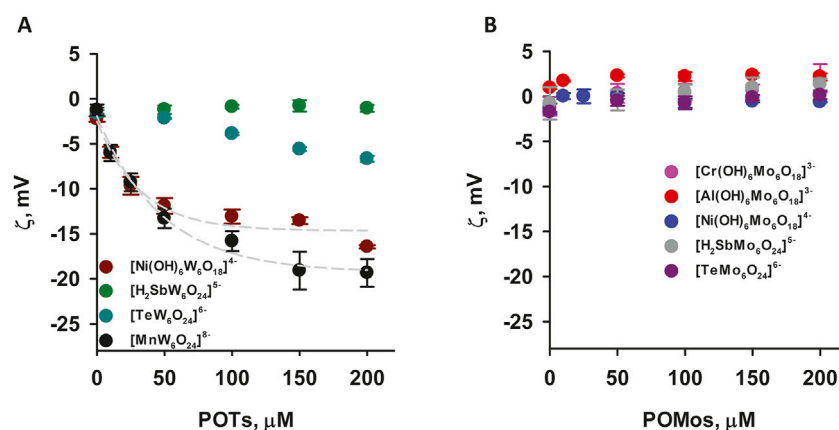 A
5
0
-5
-10
-15
-20
-25
ζ, mV
[Ni(OH)₆W₆O₁₈]⁴⁻
[H₂SbW₆O₂₄]⁵⁻
[TeW₆O₂₄]⁶⁻
[MnW₆O₂₄]⁸⁻
0 50 100 150 200
POTs, μM
B
5
0
-5
-10
-15
-20
-25
ζ, mV
[Cr(OH)₆Mo₆O₁₈]³⁻
[Al(OH)₆Mo₆O₁₈]³⁻
[Ni(OH)₆Mo₆O₁₈]⁴⁻
[H₂SbMo₆O₂₄]⁵⁻
[TeMo₆O₂₄]⁶⁻
0 50 100 150 200
POMos, μM